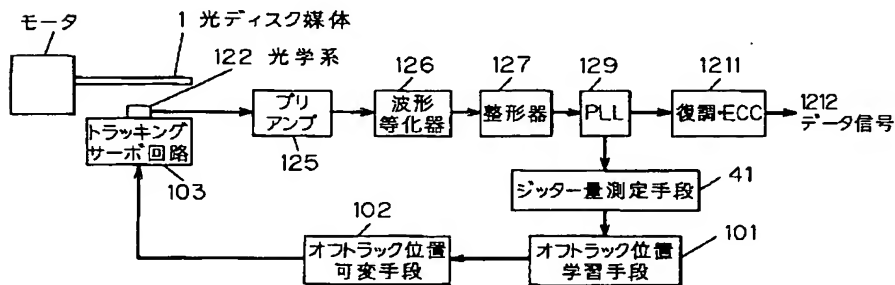 モータ
1 光ディスク媒体
122 光学系
トラッキング
サーボ回路
103
プリ
アンプ
125
126
波形
等化器
127
整形器
129
PLL
1211
復調・ECC
1212
データ信号
ジッター量測定手段
41
102
オフトラック位置
可変手段
オフトラック位置
学習手段
101